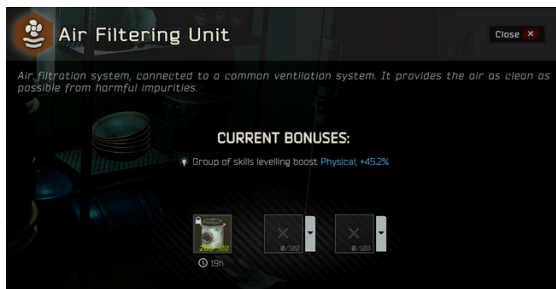 Air Filtering Unit
Close
Air filtration system, connected to a common ventilation system. It provides the air as clean as
possible from harmful impurities.
CURRENT BONUSES:
Group of skills levelling boost Physical, +45.2%
0/100
0/100
19h